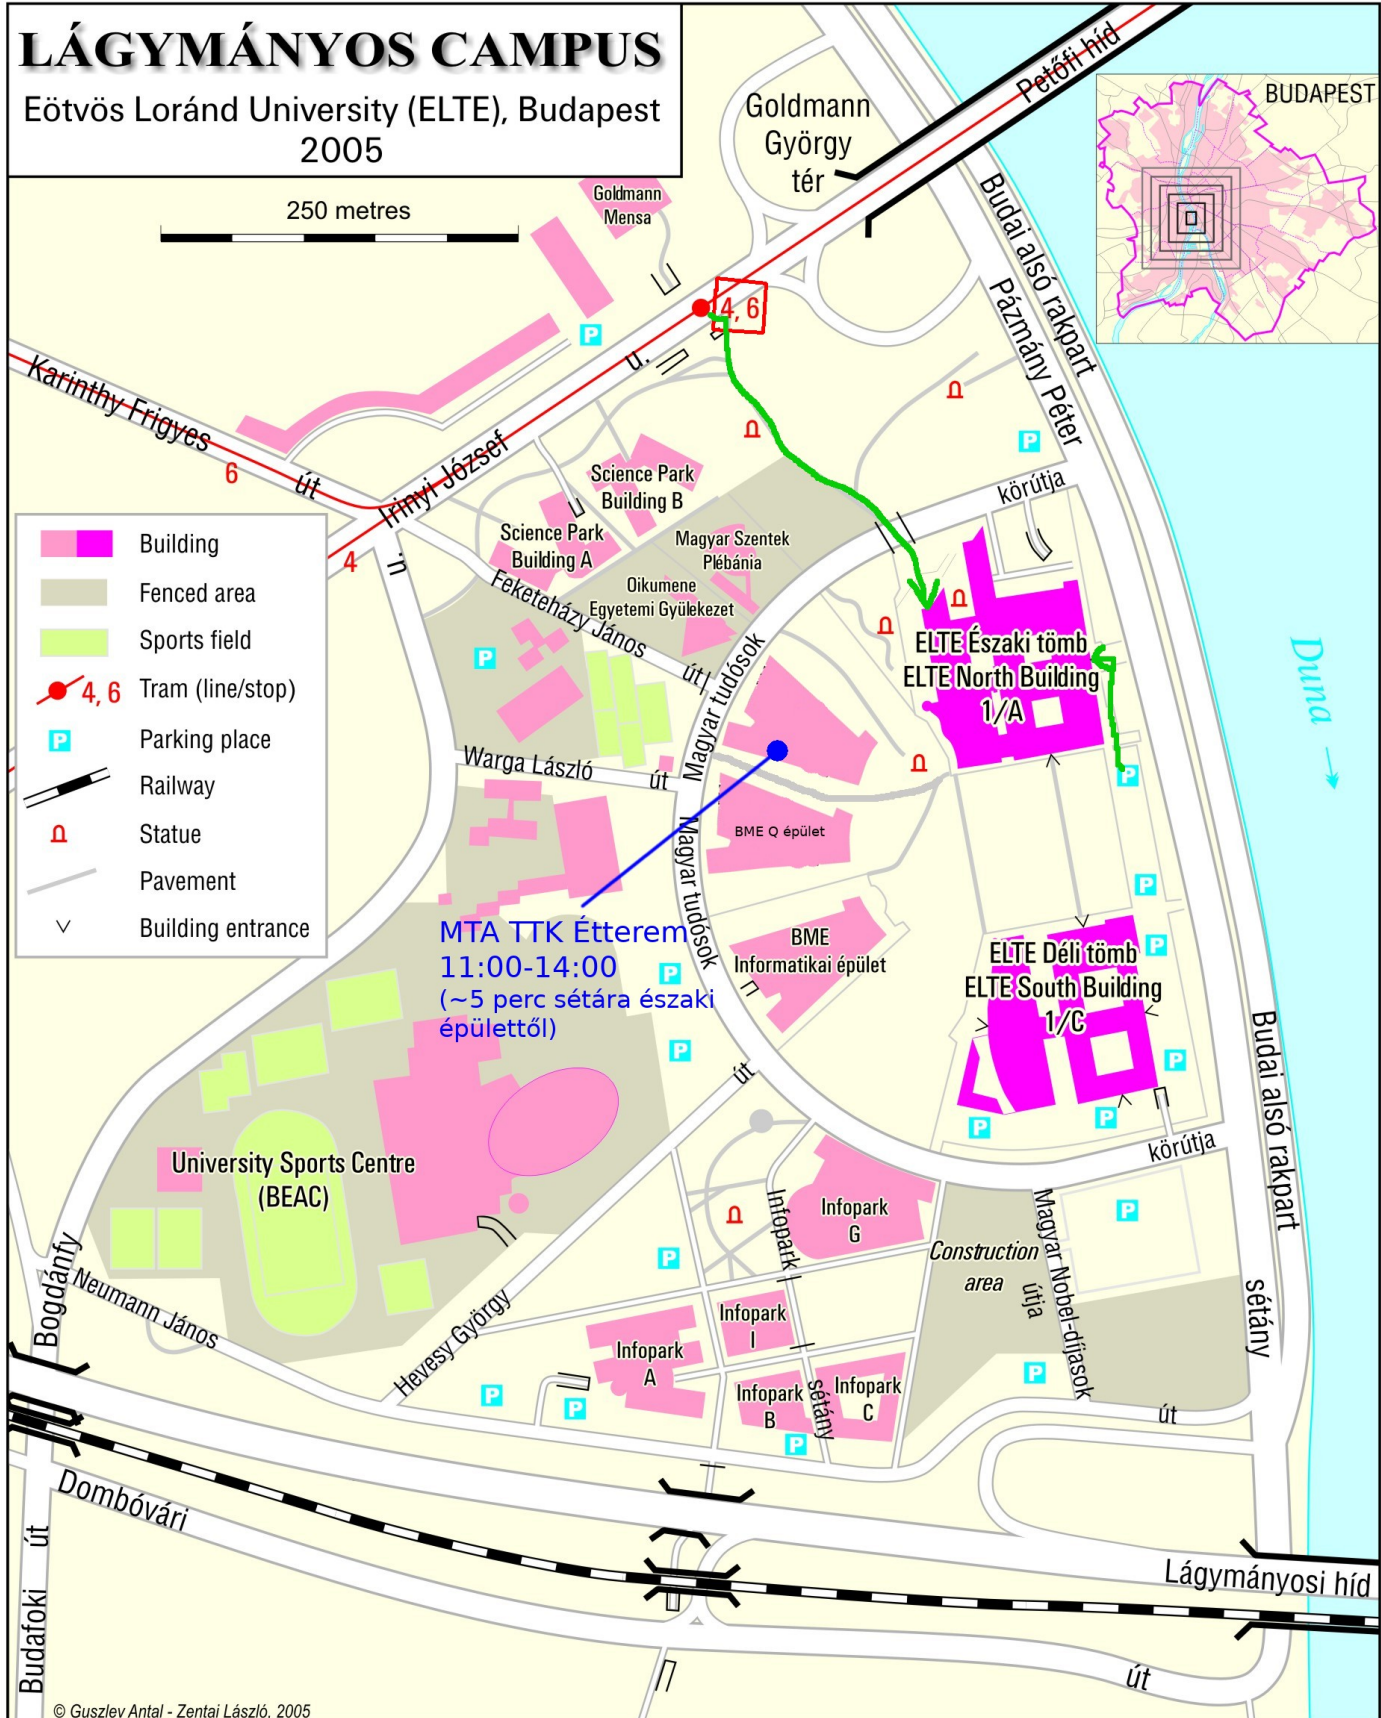 LÁGYMÁNYOS CAMPUS
Eötvös Loránd University (ELTE), Budapest
2005
250 metres
Goldmann
Mensa
Goldmann
György
tér
Petőfi híd
BUDAPEST
Budai alsó rakpart
Pázmány Péter
4, 6
P
u.
Karinthy Frigyes
út
6
Irinyi József
4
u.
P
körútja
Science Park
Building B
Science Park
Building A
Magyar Szentek
Plébánia
Oikumene
Egyetemi Gyülekezet
Feketeházy János
út
P
Magyar tudósok
ELTE Északi tömb
ELTE North Building
1/A
Duna
Building
Fenced area
Sports field
4, 6 Tram (line/stop)
P Parking place
Railway
Statue
Pavement
Building entrance
Warga László
út
P
BME Q épület
Magyar tudósok
P
MTA TTK Étterem
11:00-14:00
(~5 perc sétára északi
épülettől)
P
P
BME
Informatikai épület
ELTE Déli tömb
ELTE South Building
1/C
P
P
P
P
Budai alsó rakpart
út
körútja
University Sports Centre
(BEAC)
Infopark
Infopark
G
P
P
Construction
area
Magyar Nobel-díjasok
útja
sétány
Bogdánfy
Neumann János
Hevesy György
Infopark
I
Infopark
A
Infopark
B
sétány
Infopark
C
P
P
P
P
út
Dombóvári
út
Budafoki
Lágymányosi híd
út
© Guszlev Antal - Zentai László, 2005